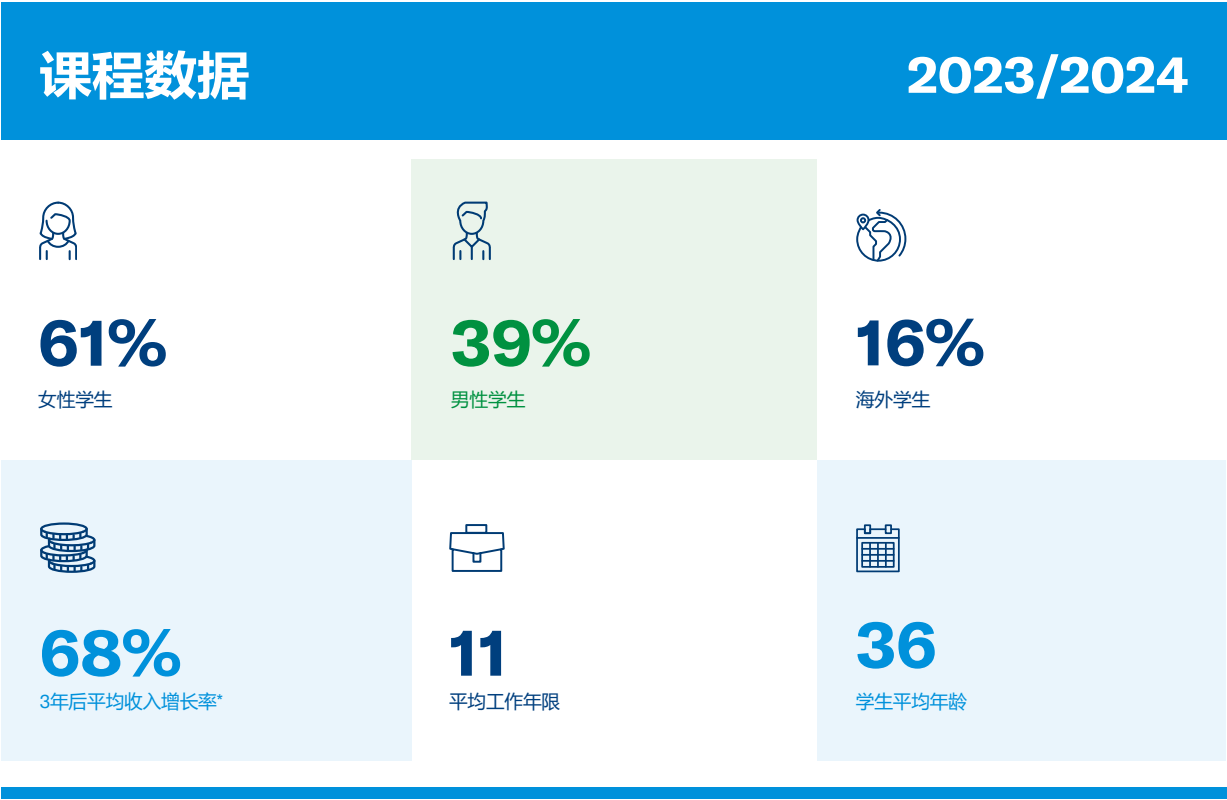 课程数据
2023/2024
61%
女性学生
39%
男性学生
16%
海外学生
68%
3年后平均收入增长率*
11
平均工作年限
36
学生平均年龄